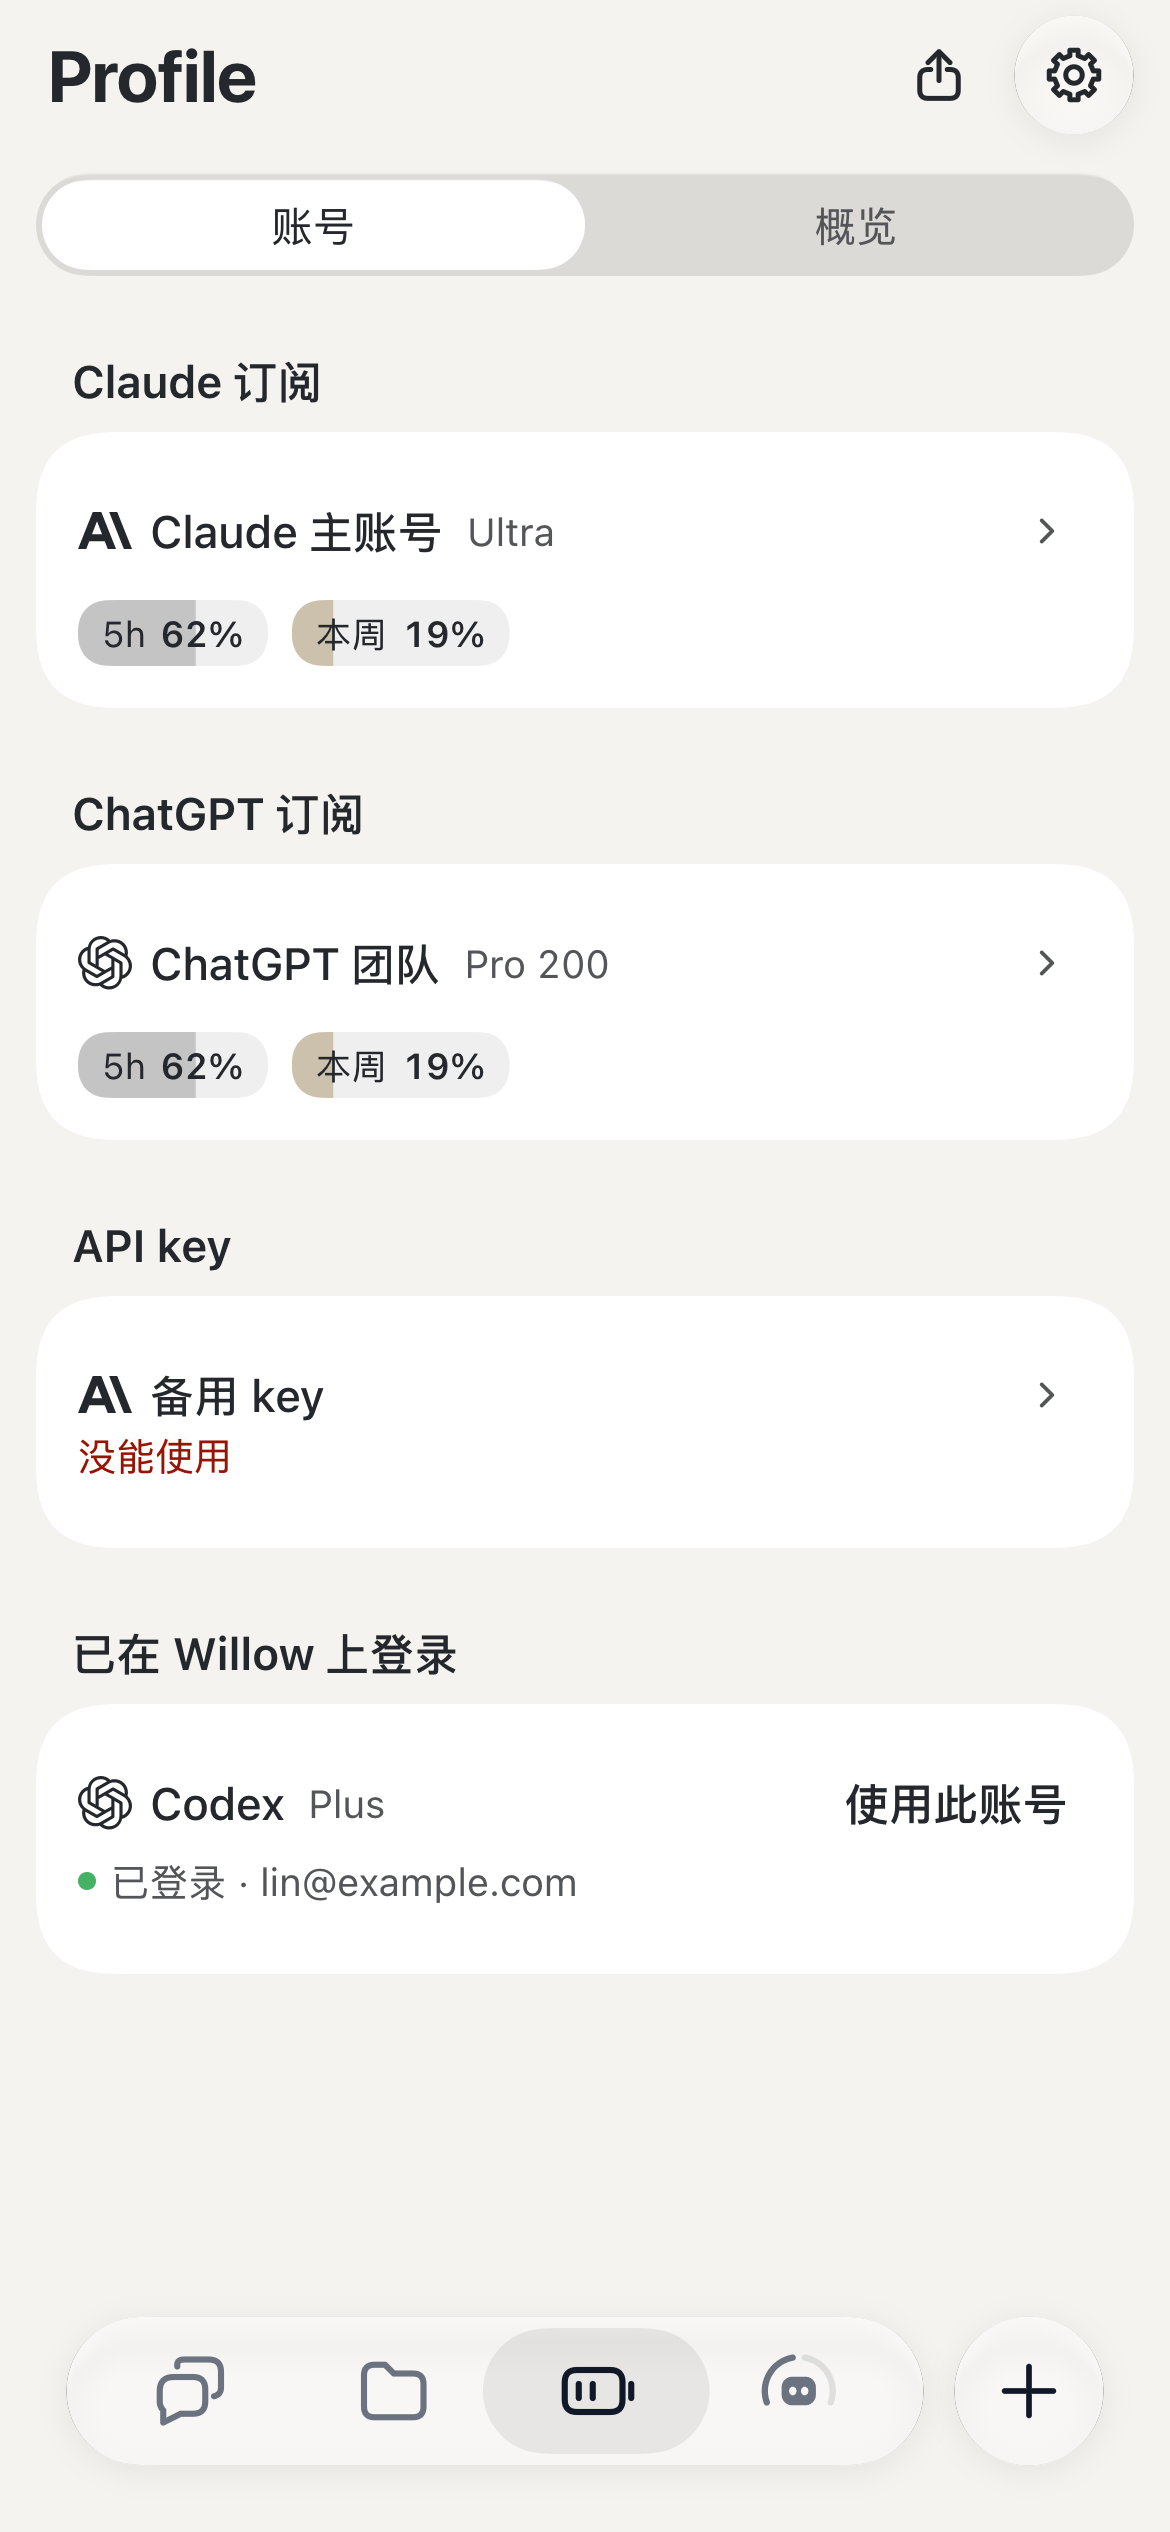 Profile
账号
概览
Claude 订阅
Claude 主账号 Ultra
5h 62% 本周 19%
ChatGPT 订阅
ChatGPT 团队 Pro 200
5h 62% 本周 19%
API key
备用 key
没能使用
已在 Willow 上登录
Codex Plus 使用此账号
已登录 · lin@example.com